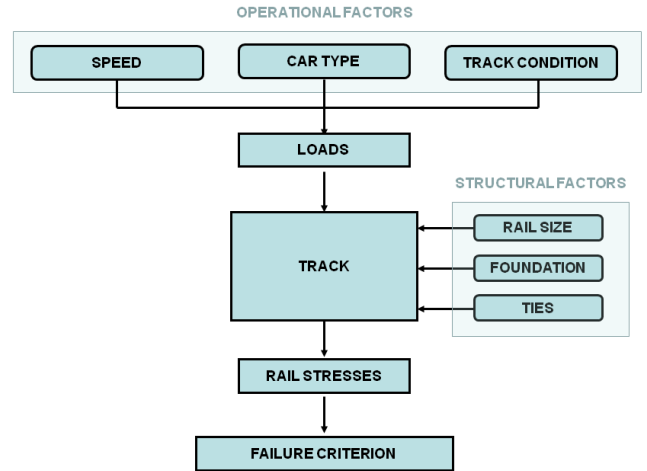 OPERATIONAL FACTORS
SPEED
CAR TYPE
TRACK CONDITION
LOADS
STRUCTURAL FACTORS
RAIL SIZE
TRACK
FOUNDATION
TIES
RAIL STRESSES
FAILURE CRITERION